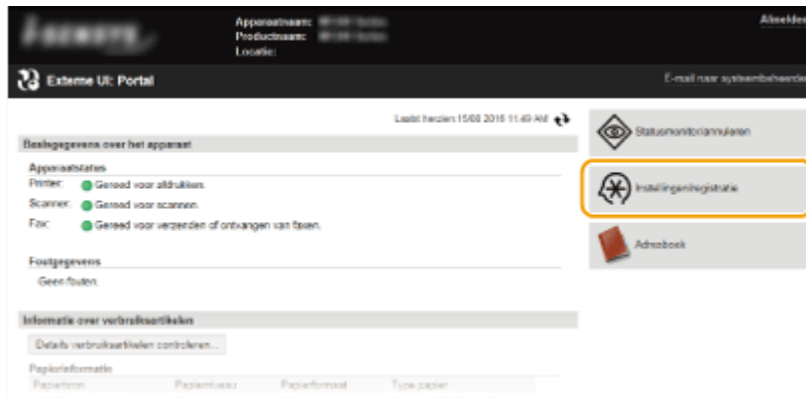 Apparaatnaam:
Productnaam:
Locatie:
Afmelden
Externe UI: Portal
E-mail naar systeembeheerder
Laatst herzien: 15/08 2016 11:49 AM
Basisgegevens over het apparaat
Apparaatstatus
Printer: Gereed voor afdrukken.
Scanner: Gereed voor scannen.
Fax: Gereed voor verzenden of ontvangen van faxen.
Foutgegevens
Geen fouten.
Informatie over verbruiksartikelen
Details verbruiksartikelen controleren...
Papierinformatie
Papierbron Papierniveau Papierformaat Type papier
Statusmonitor/annuleren
Instellingen/registratie
Adresboek